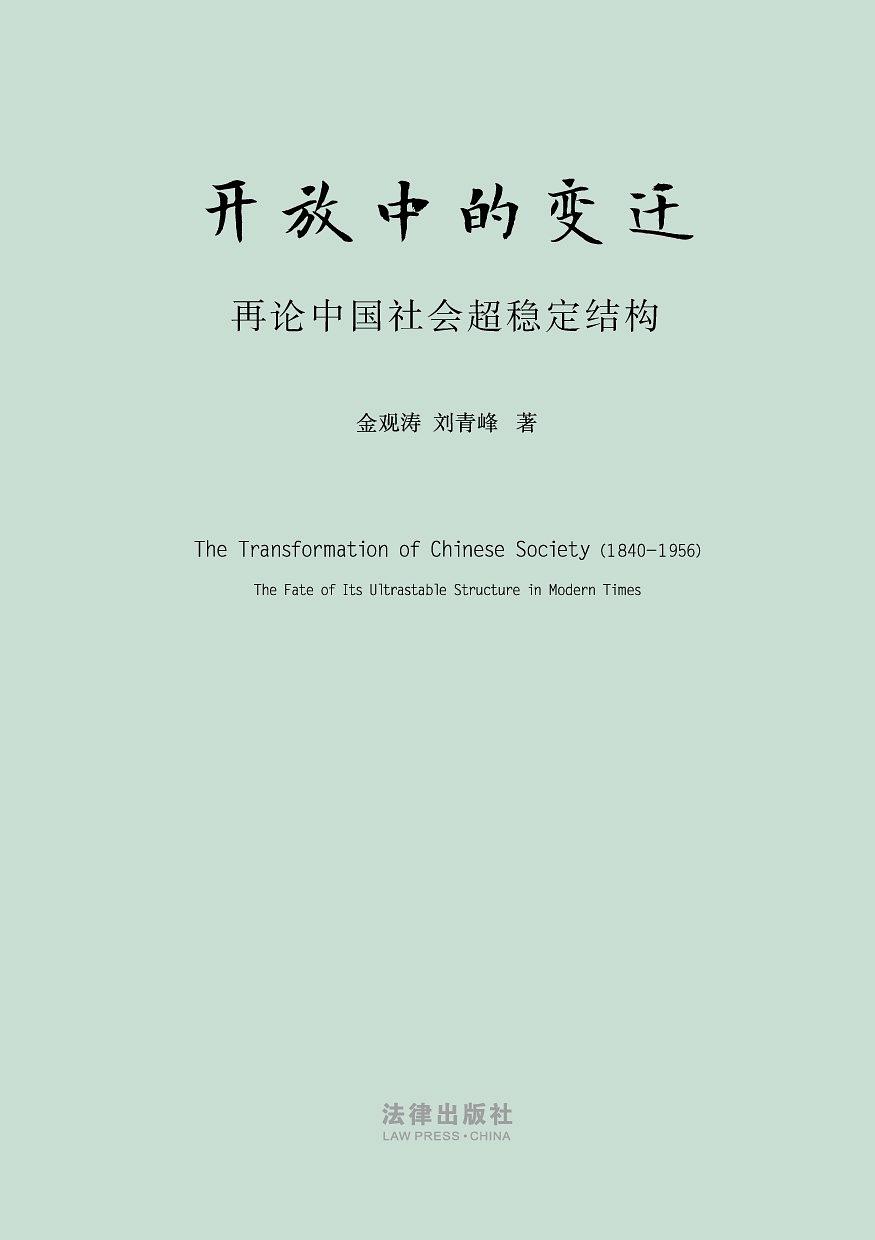 开放中的变迁
再论中国社会超稳定结构
金观涛 刘青峰 著
The Transformation of Chinese Society (1840-1956)
The Fate of Its Ultrastable Structure in Modern Times
法律出版社
LAW PRESS·CHINA